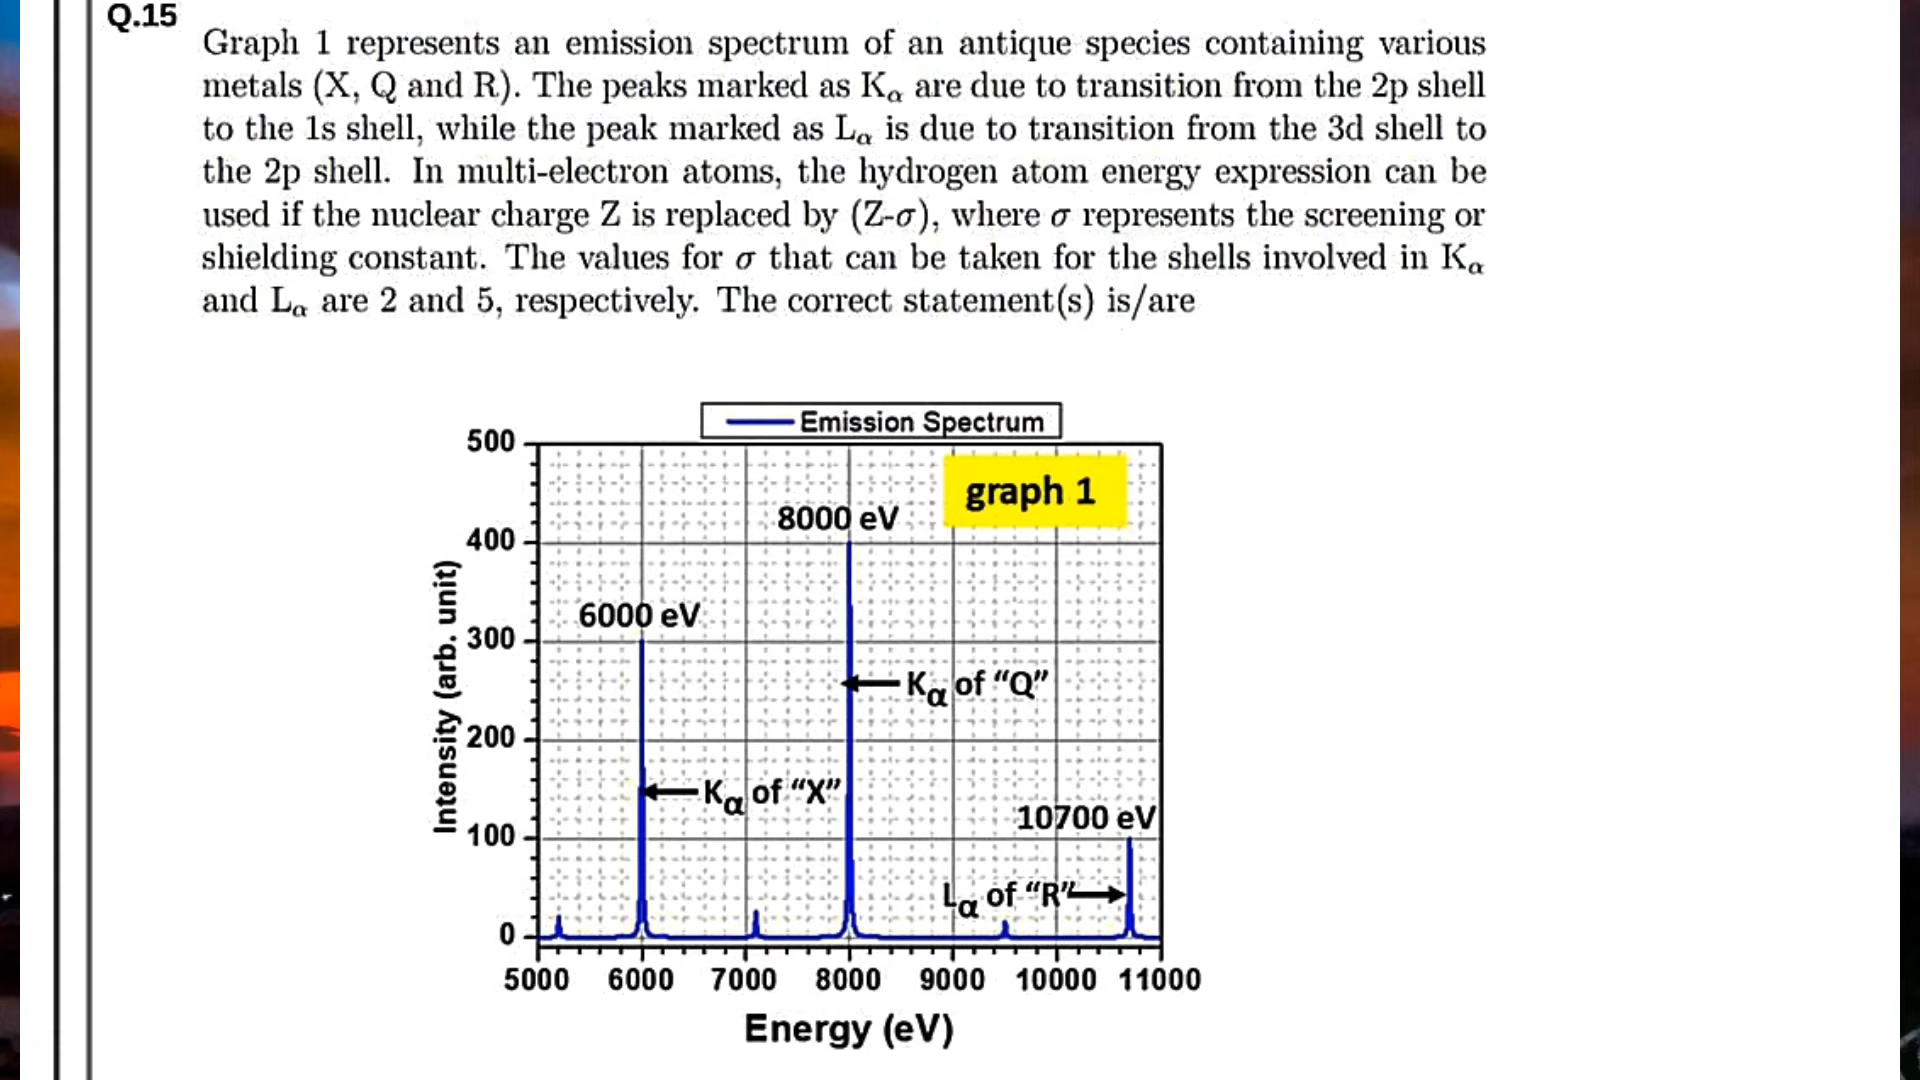 Q.15
Graph 1 represents an emission spectrum of an antique species containing various
metals (X, Q and R). The peaks marked as Kα are due to transition from the 2p shell
to the 1s shell, while the peak marked as Lα is due to transition from the 3d shell to
the 2p shell. In multi-electron atoms, the hydrogen atom energy expression can be
used if the nuclear charge Z is replaced by (Z-σ), where σ represents the screening or
shielding constant. The values for σ that can be taken for the shells involved in Kα
and Lα are 2 and 5, respectively. The correct statement(s) is/are
Emission Spectrum
graph 1
500
400
300
200
100
0
Intensity (arb. unit)
8000 eV
6000 eV
Kα of “Q”
Kα of “X”
10700 eV
Lα of “R”
5000 6000 7000 8000 9000 10000 11000
Energy (eV)